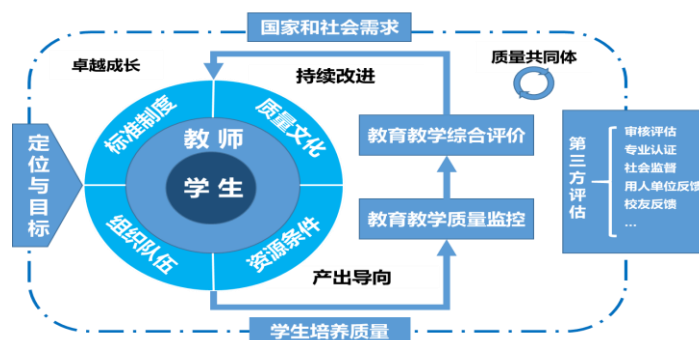 国家和社会需求
卓越成长
持续改进
质量共同体
定位与目标
标准制度
质量文化
教师
学生
组织队伍
资源条件
教育教学综合评价
教育教学质量监控
产出导向
学生培养质量
第三方评估
审核评估
专业认证
社会监督
用人单位反馈
校友反馈
...